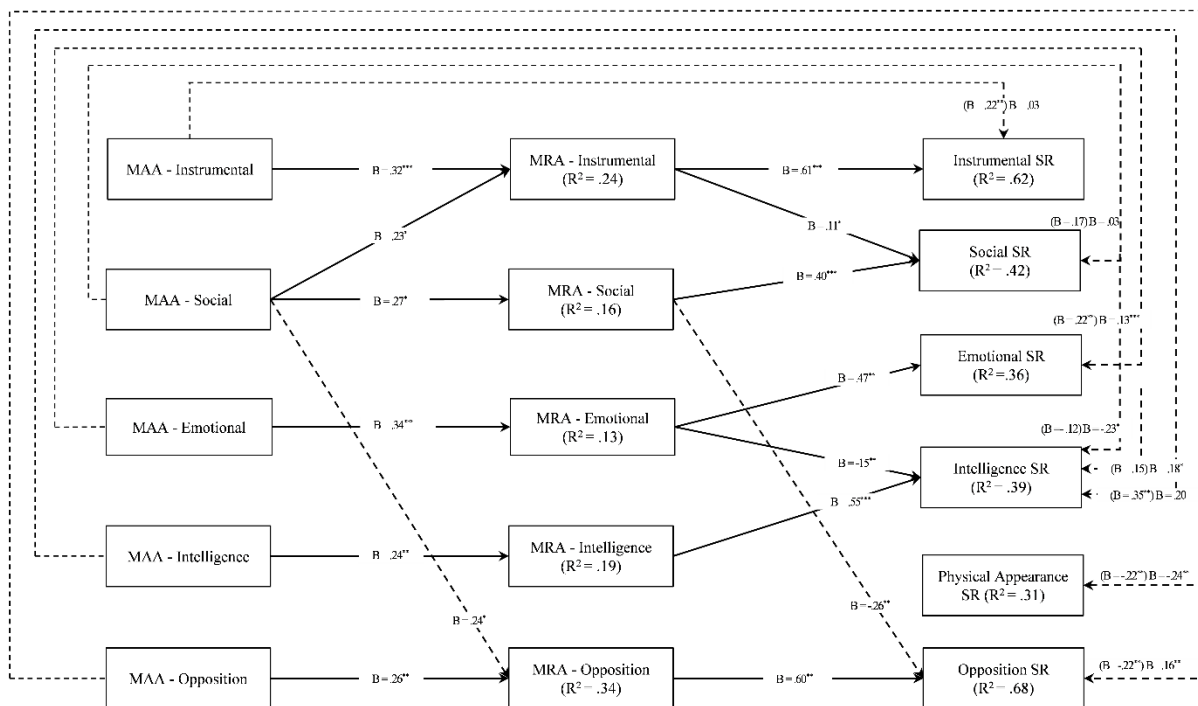 (B – .22**) B – .03
MAA - Instrumental
B = .32***
MRA - Instrumental
(R² = .24)
B = .61***
Instrumental SR
(R² = .62)
B – .23*
B – .11*
(B – .17) B – .03
Social SR
(R² – .42)
B = .40***
MAA - Social
B = .27*
MRA - Social
(R² = .16)
(B – .22**) B – .13***
Emotional SR
(R² =.36)
B – .47**
MAA - Emotional
B – .34**
MRA - Emotional
(R² = .13)
(B – -.12) B – -.23*
B = -15**
Intelligence SR
(R² – .39)
(B – .15) B – .18*
(B = .35**) B = .20
B – .55***
MAA - Intelligence
B – .24**
MRA - Intelligence
(R² = .19)
Physical Appearance
SR (R² = .31)
(B – -.22**) B – -.24**
B = .24*
B = -.26**
MAA - Opposition
B = .26**
MRA - Opposition
(R² = .34)
B = .60**
Opposition SR
(R² – .68)
(B – -.22**) B – .16**